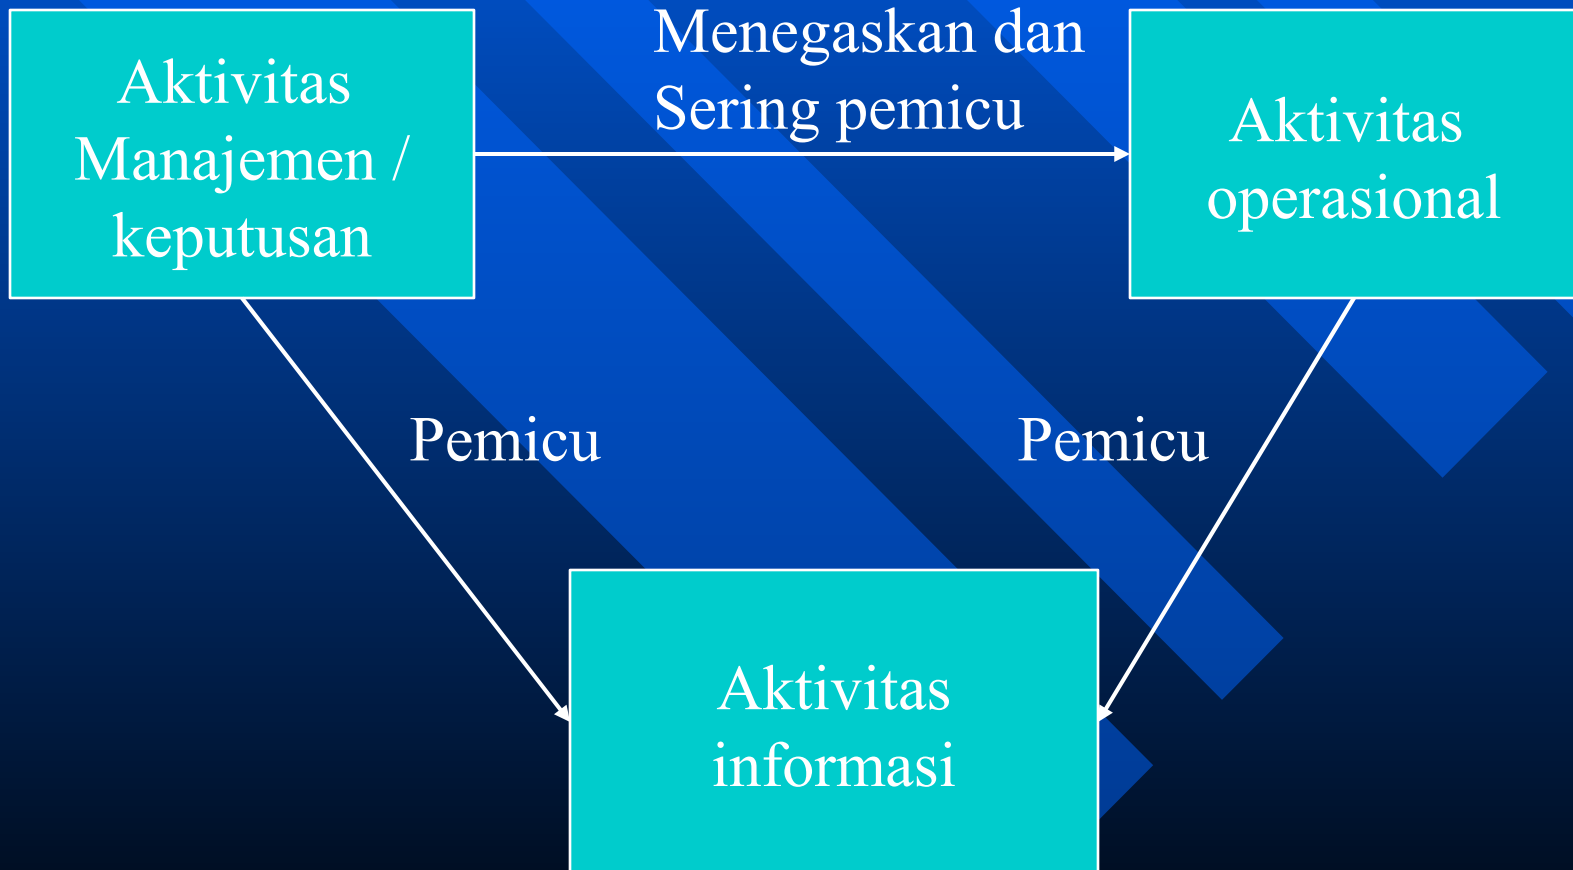 Aktivitas
Manajemen /
keputusan
Menegaskan dan
Sering pemicu
Aktivitas
operasional
Pemicu
Pemicu
Aktivitas
informasi